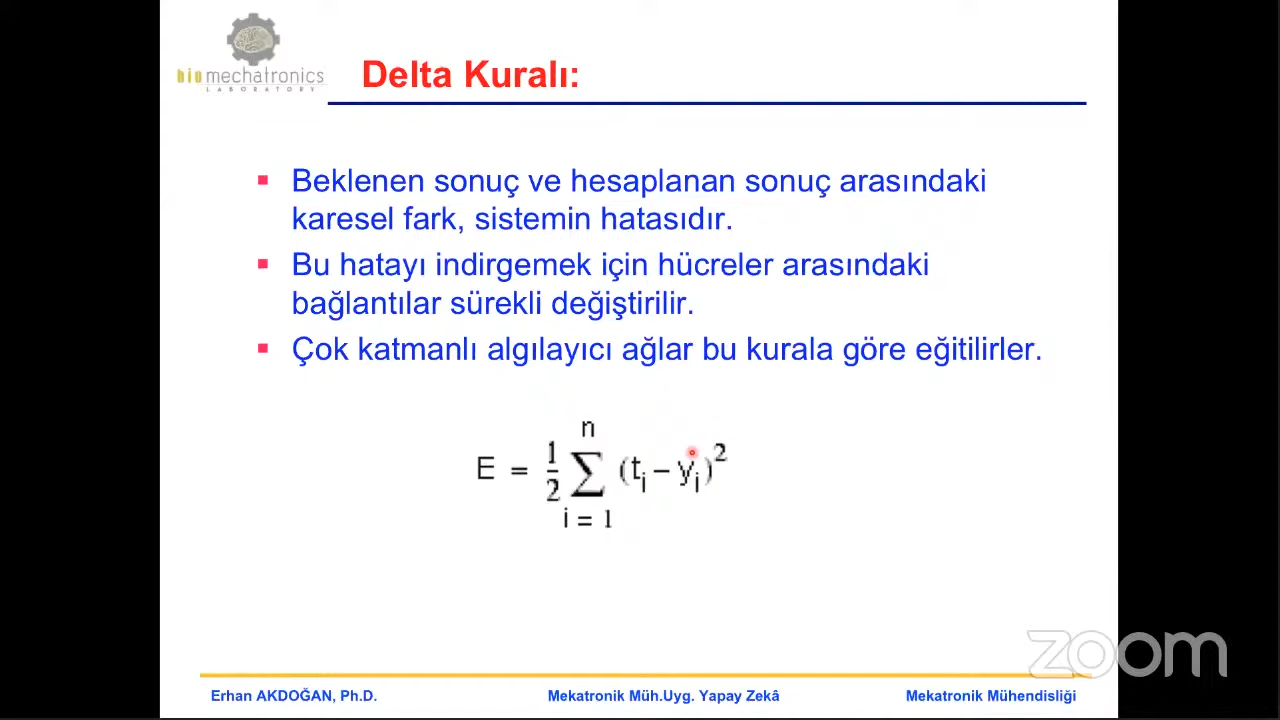 biomechatronics
LABORATORY
Delta Kuralı:
Beklenen sonuç ve hesaplanan sonuç arasındaki
karesel fark, sistemin hatasıdır.
Bu hatayı indirgemek için hücreler arasındaki
bağlantılar sürekli değiştirilir.
Çok katmanlı algılayıcı ağlar bu kurala göre eğitilirler.
E = 1/2 n∑i = 1 (ti – yi)2
zoom
Erhan AKDOĞAN, Ph.D. Mekatronik Müh.Uyg. Yapay Zekâ Mekatronik Mühendisliği